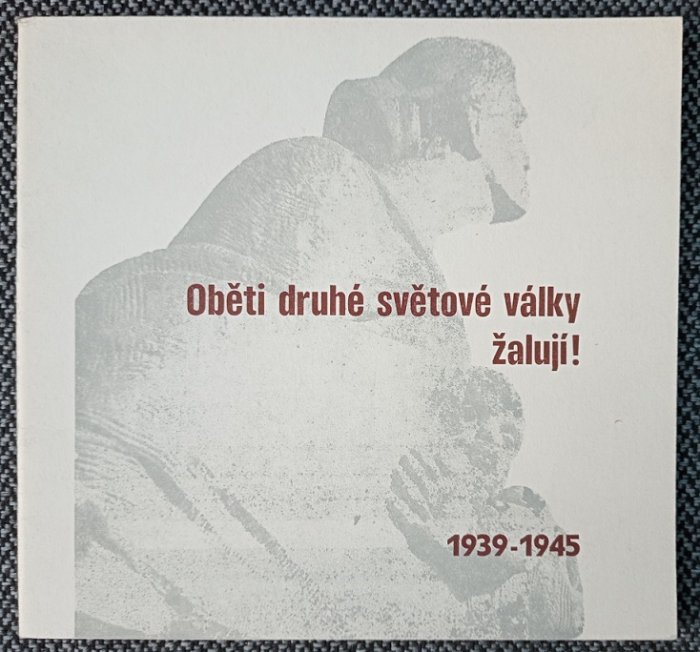 Oběti druhé světové války
žalují!
1939-1945